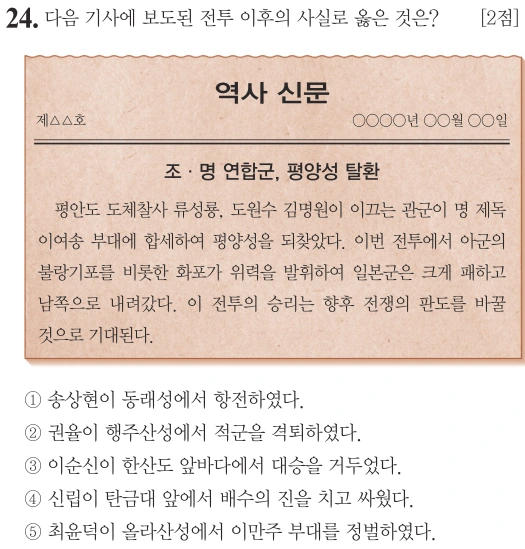 24. 다음 기사에 보도된 전투 이후의 사실로 옳은 것은? [2점]
역사 신문
제△△호 ○○○○년 ○○월 ○○일
조·명 연합군, 평양성 탈환
평안도 도체찰사 류성룡, 도원수 김명원이 이끄는 관군이 명 제독
이여송 부대에 합세하여 평양성을 되찾았다. 이번 전투에서 아군의
불랑기포를 비롯한 화포가 위력을 발휘하여 일본군은 크게 패하고
남쪽으로 내려갔다. 이 전투의 승리는 향후 전쟁의 판도를 바꿀
것으로 기대된다.
① 송상현이 동래성에서 항전하였다.
② 권율이 행주산성에서 적군을 격퇴하였다.
③ 이순신이 한산도 앞바다에서 대승을 거두었다.
④ 신립이 탄금대 앞에서 배수의 진을 치고 싸웠다.
⑤ 최윤덕이 올라산성에서 이만주 부대를 정벌하였다.